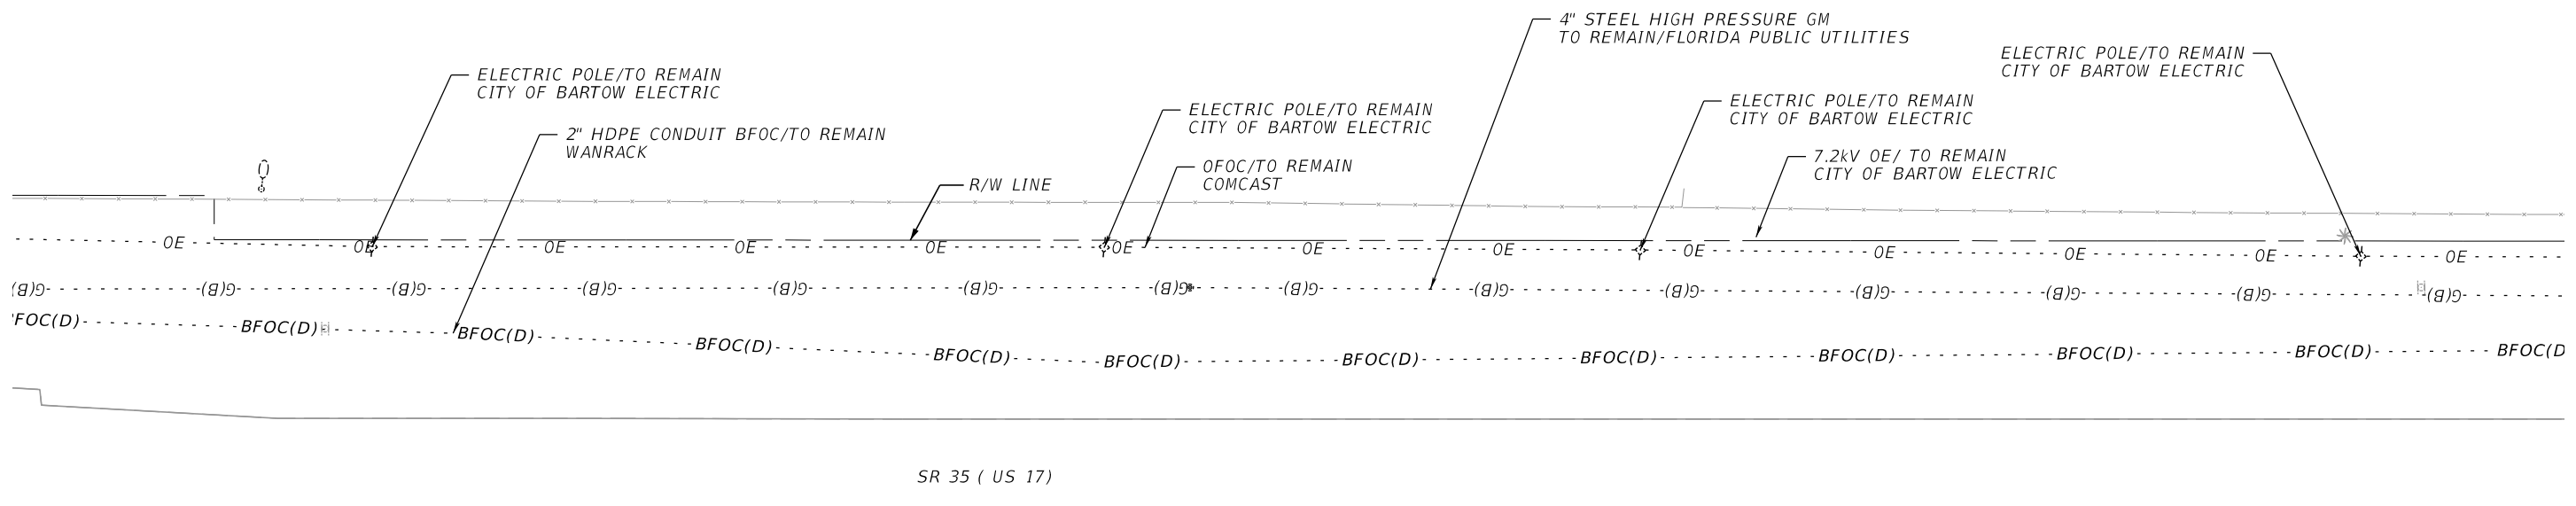 4" STEEL HIGH PRESSURE GM
TO REMAIN/FLORIDA PUBLIC UTILITIES
ELECTRIC POLE/TO REMAIN
CITY OF BARTOW ELECTRIC
ELECTRIC POLE/TO REMAIN
CITY OF BARTOW ELECTRIC
ELECTRIC POLE/TO REMAIN
CITY OF BARTOW ELECTRIC
ELECTRIC POLE/TO REMAIN
CITY OF BARTOW ELECTRIC
2" HDPE CONDUIT BFOC/TO REMAIN
WANRACK
OFOC/TO REMAIN
COMCAST
7.2kV OE/ TO REMAIN
CITY OF BARTOW ELECTRIC
R/W LINE
OE OE OE OE OE OE OE OE OE OE OE OE OE
G(B) G(B) G(B) G(B) G(B) G(B) G(B) G(B) G(B) G(B) G(B) G(B) G(B) G(B)
FOC(D) BFOC(D) BFOC(D) BFOC(D) BFOC(D) BFOC(D) BFOC(D) BFOC(D) BFOC(D) BFOC(D) BFOC(D) BFOC(D
SR 35 ( US 17)